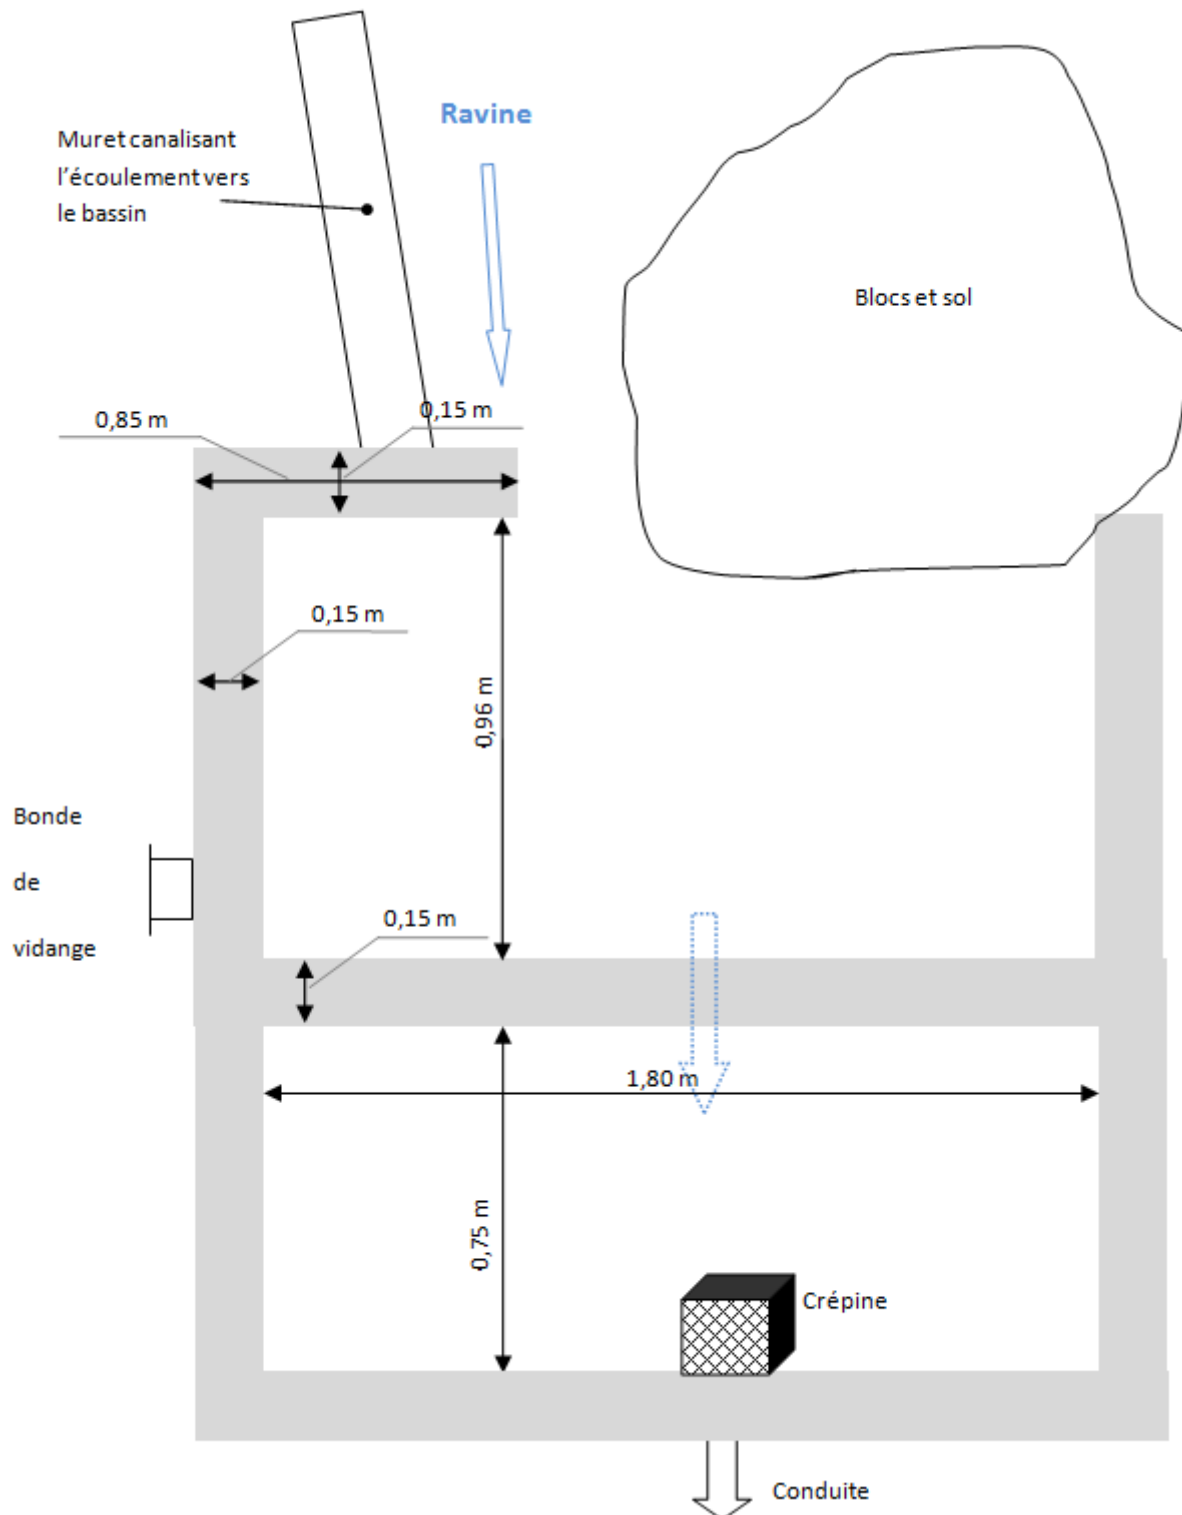 Ravine
Muret canalisant
l'écoulement vers
le bassin
Blocs et sol
0,85 m
0,15 m
0,15 m
0,96 m
Bonde
de
vidange
0,15 m
1,80 m
0,75 m
Crépine
Conduite